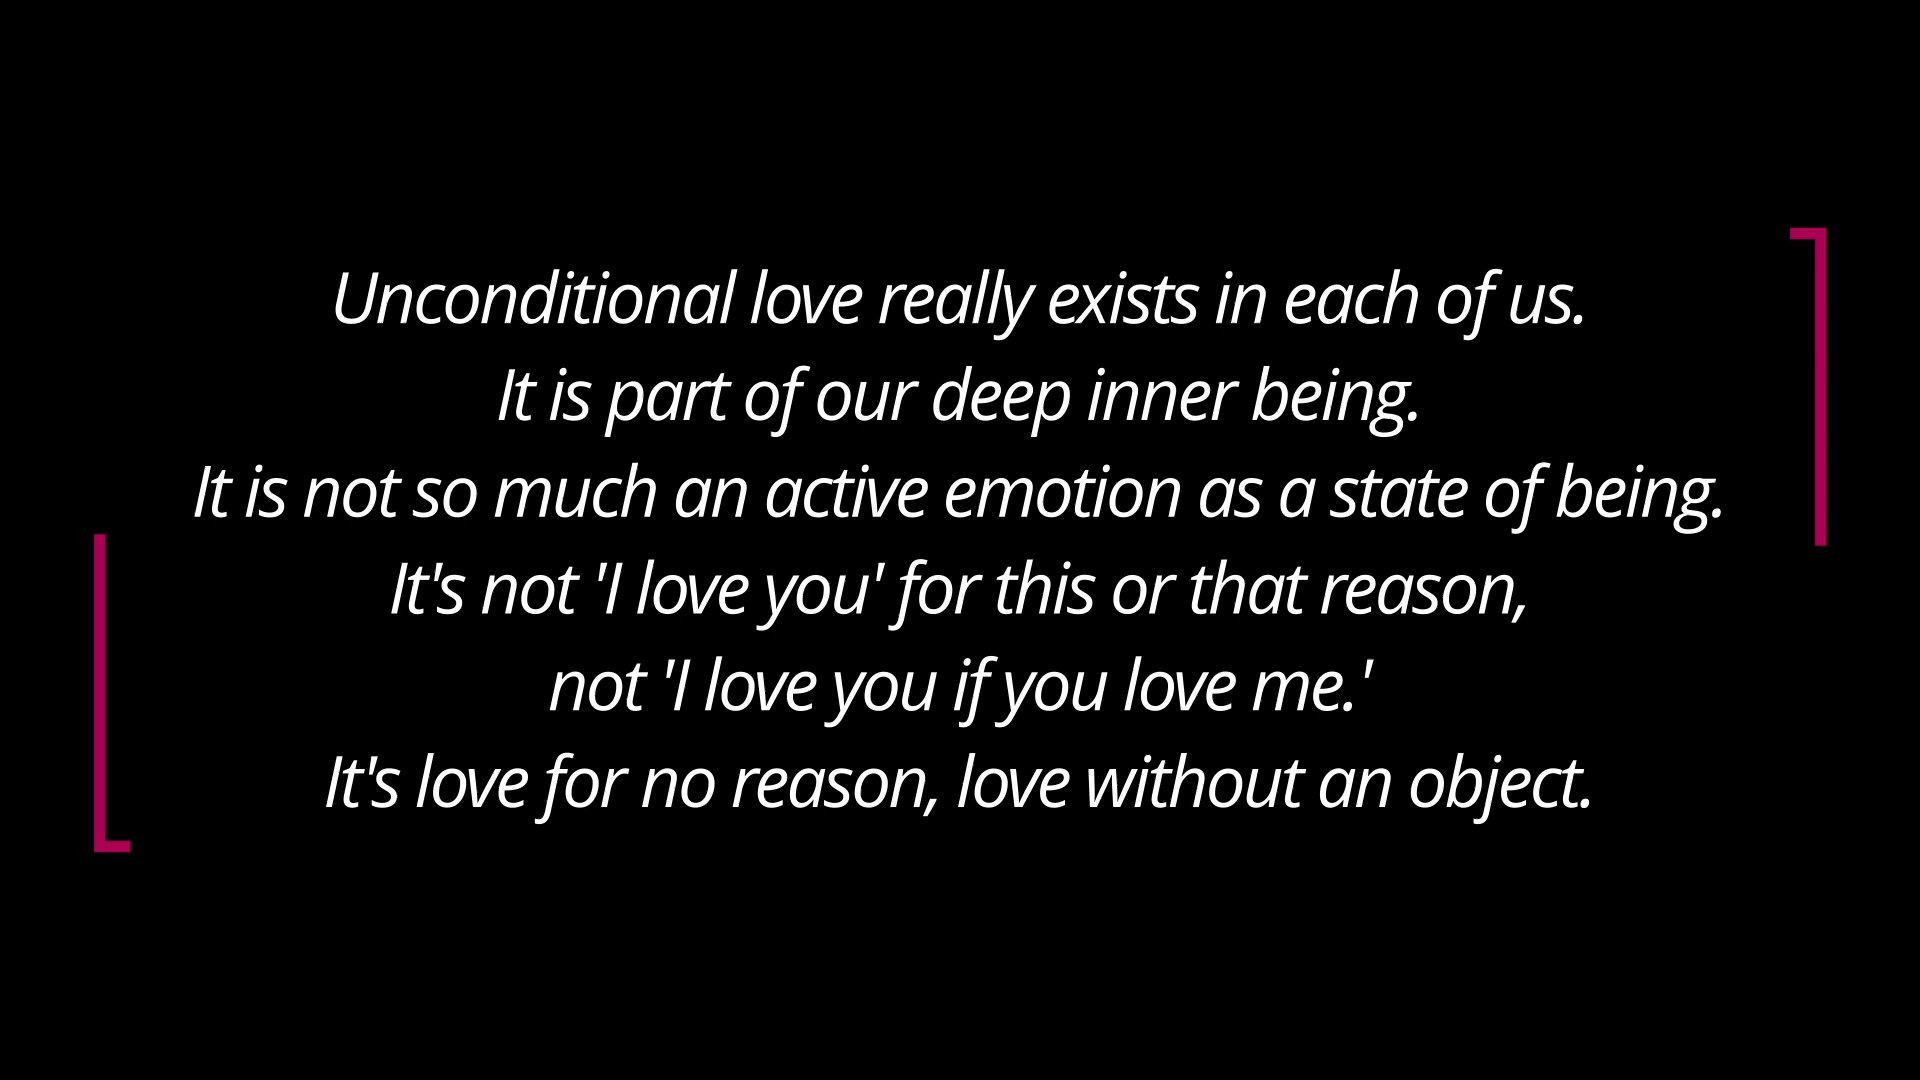 Unconditional love really exists in each of us.
It is part of our deep inner being.
It is not so much an active emotion as a state of being.
It's not 'I love you' for this or that reason,
not 'I love you if you love me.'
It's love for no reason, love without an object.